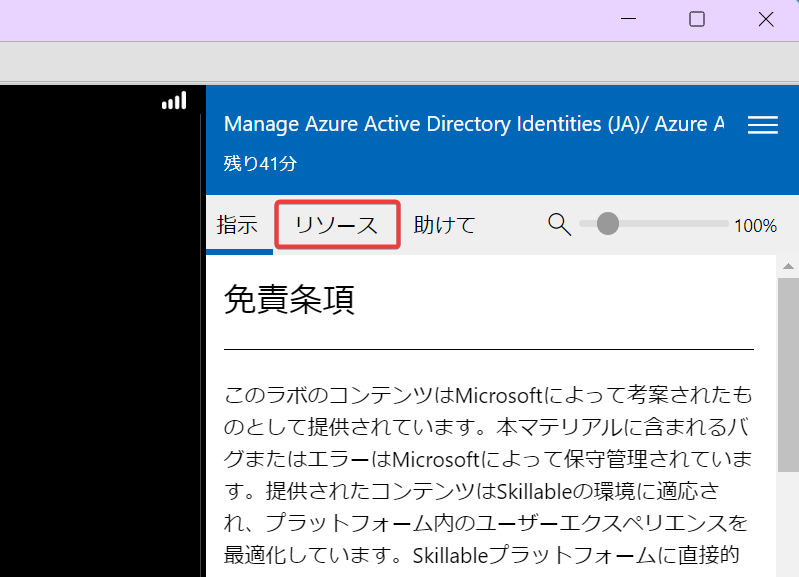 Manage Azure Active Directory Identities (JA)/ Azure A
残り41分
指示 リソース 助けて 100%
免責条項
このラボのコンテンツはMicrosoftによって考案されたも
のとして提供されています。本マテリアルに含まれるバ
グまたはエラーはMicrosoftによって保守管理されていま
す。提供されたコンテンツはSkillableの環境に適応さ
れ、プラットフォーム内のユーザーエクスペリエンスを
最適化しています。Skillableプラットフォームに直接的